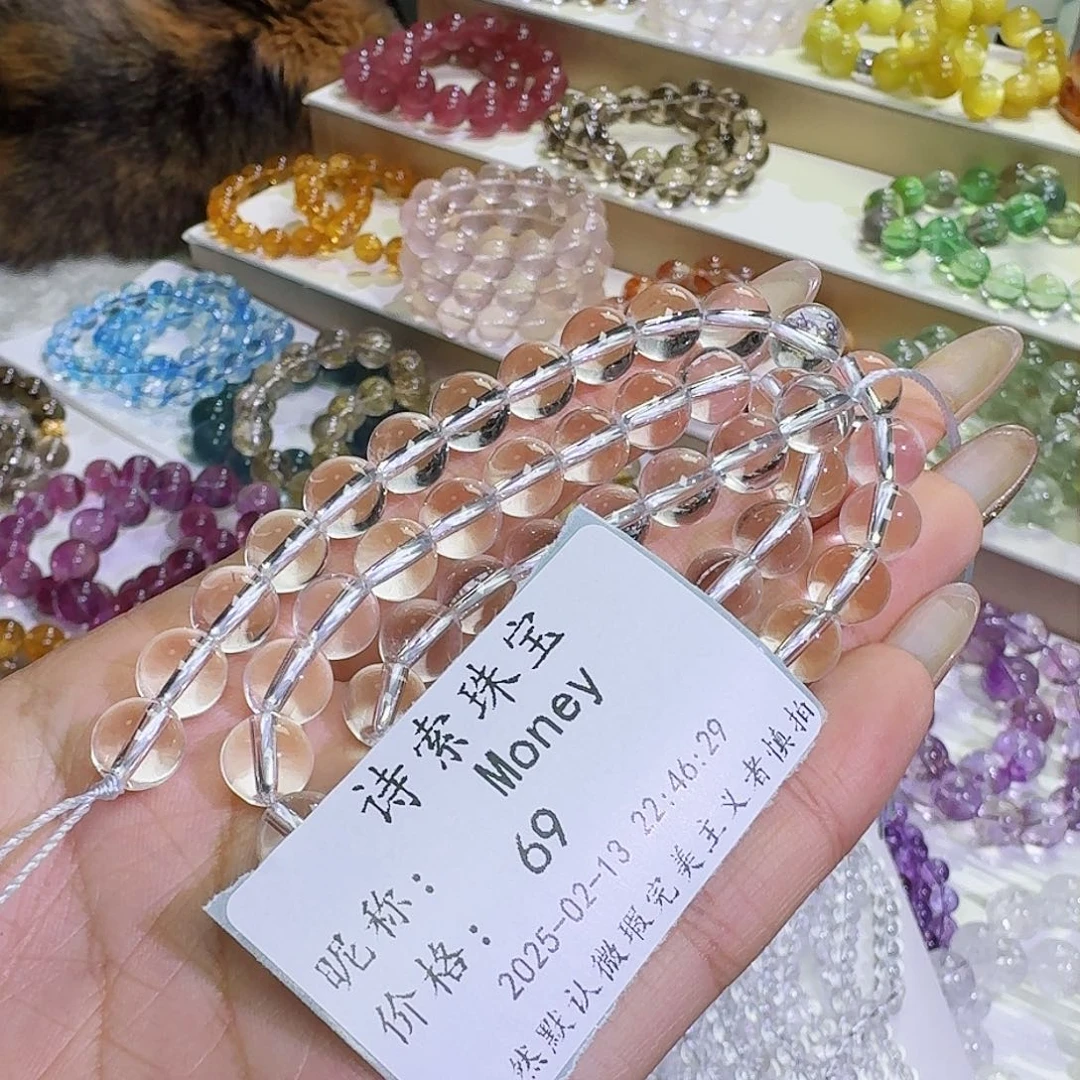 诗索珠宝
昵称: Money
价格: 69
2025-02-13 22:46:29
然默认微瑕完美主义者慎拍